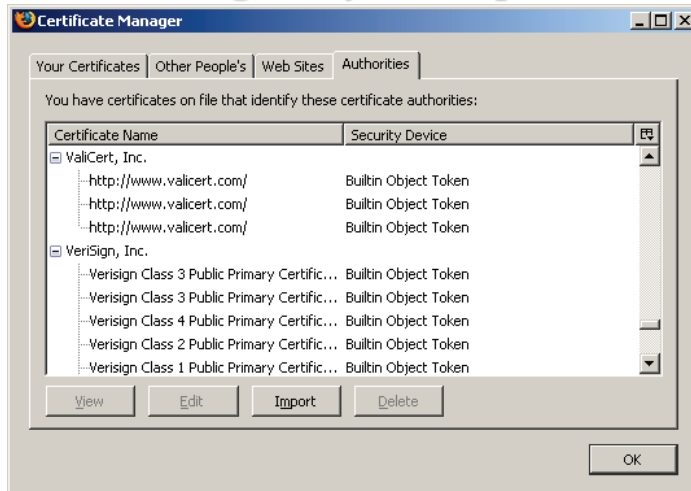 Certificate Manager
Your Certificates Other People's Web Sites Authorities
You have certificates on file that identify these certificate authorities:
Certificate Name Security Device
ValiCert, Inc.
http://www.valicert.com/ Builtin Object Token
http://www.valicert.com/ Builtin Object Token
http://www.valicert.com/ Builtin Object Token
VeriSign, Inc.
Verisign Class 3 Public Primary Certific... Builtin Object Token
Verisign Class 3 Public Primary Certific... Builtin Object Token
Verisign Class 4 Public Primary Certific... Builtin Object Token
Verisign Class 2 Public Primary Certific... Builtin Object Token
Verisign Class 1 Public Primary Certific... Builtin Object Token
View Edit Import Delete
OK